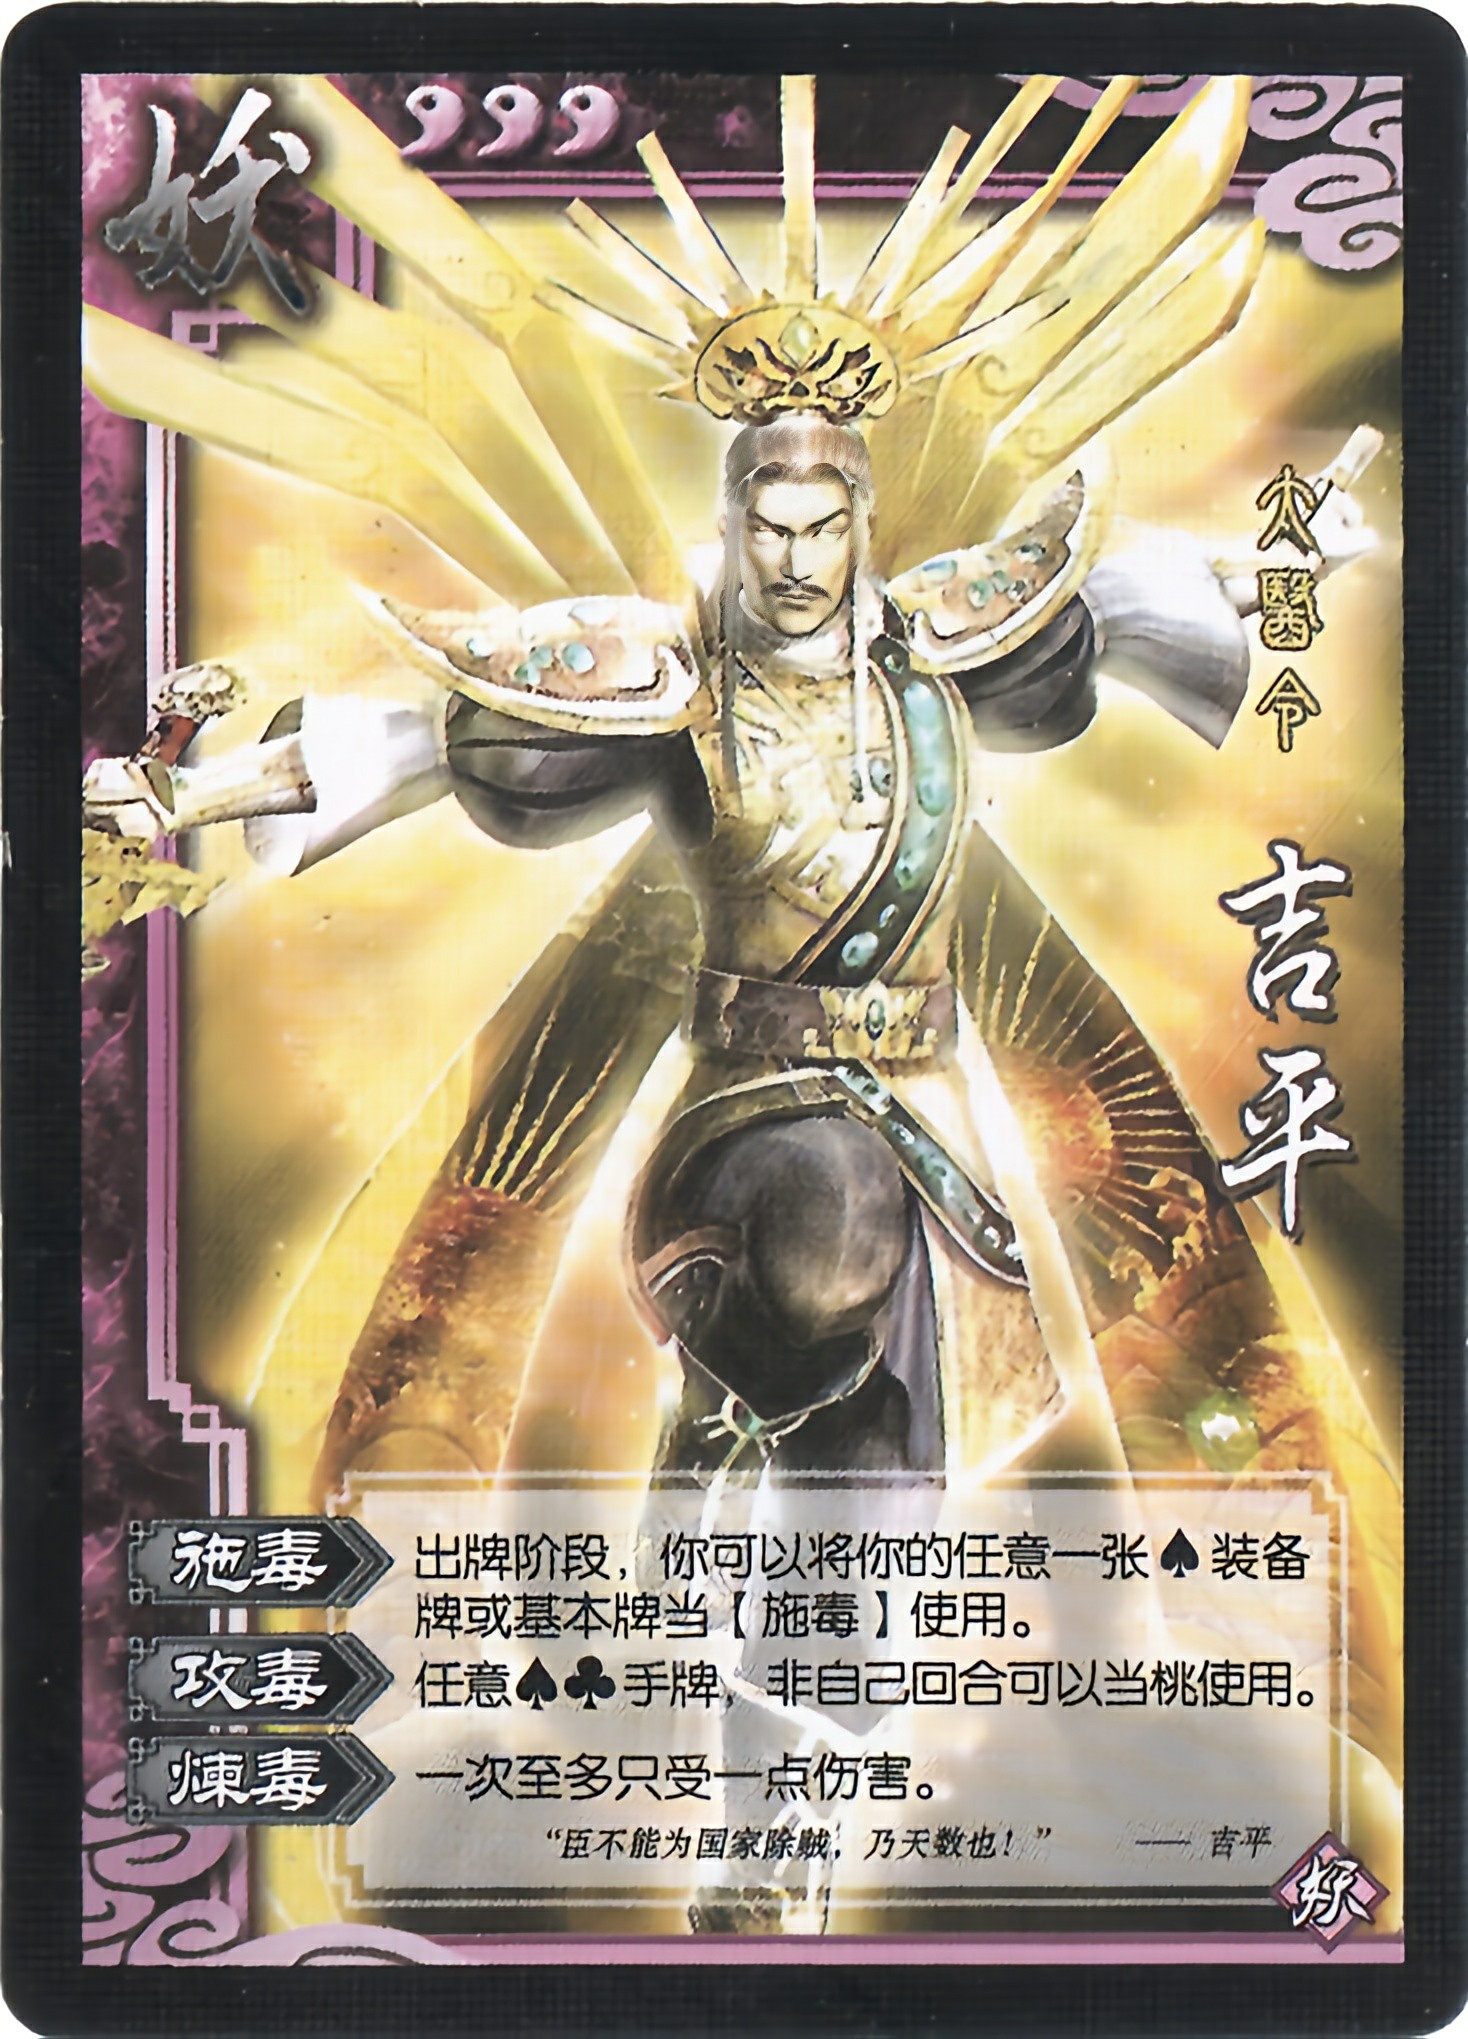 妖
太醫令
吉平
施毒
出牌阶段，你可以将你的任意一张♠装备
牌或基本牌当【施毒】使用。
攻毒
任意♠♣手牌，非自己回合可以当桃使用。
煉毒
一次至多只受一点伤害。
“臣不能为国家除贼，乃天数也！” —— 吉平
妖